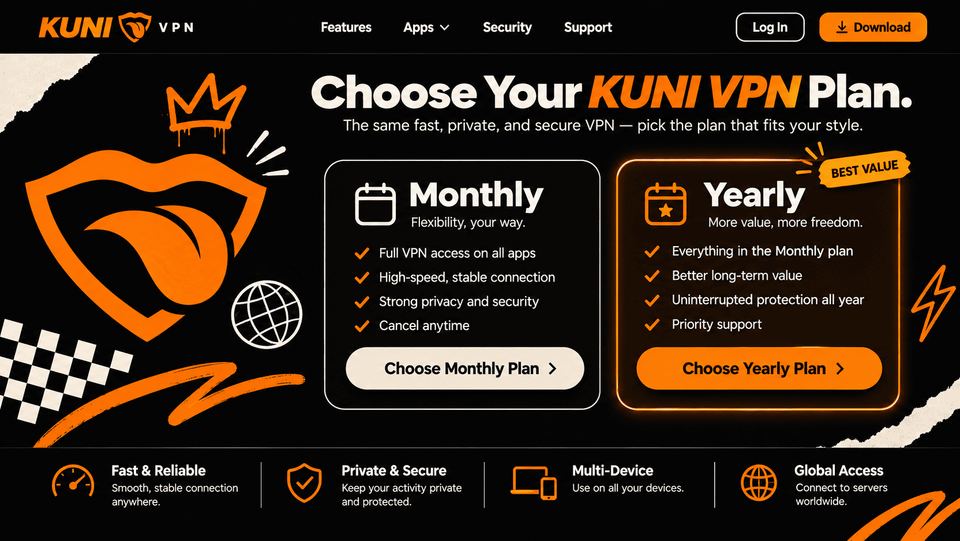 KUNI VPN
Features
Apps
Security
Support
Log In
Download
Choose Your KUNI VPN Plan.
The same fast, private, and secure VPN — pick the plan that fits your style.
Monthly
Flexibility, your way.
Full VPN access on all apps
High-speed, stable connection
Strong privacy and security
Cancel anytime
Choose Monthly Plan
BEST VALUE
Yearly
More value, more freedom.
Everything in the Monthly plan
Better long-term value
Uninterrupted protection all year
Priority support
Choose Yearly Plan
Fast & Reliable
Smooth, stable connection
anywhere.
Private & Secure
Keep your activity private
and protected.
Multi-Device
Use on all your devices.
Global Access
Connect to servers
worldwide.